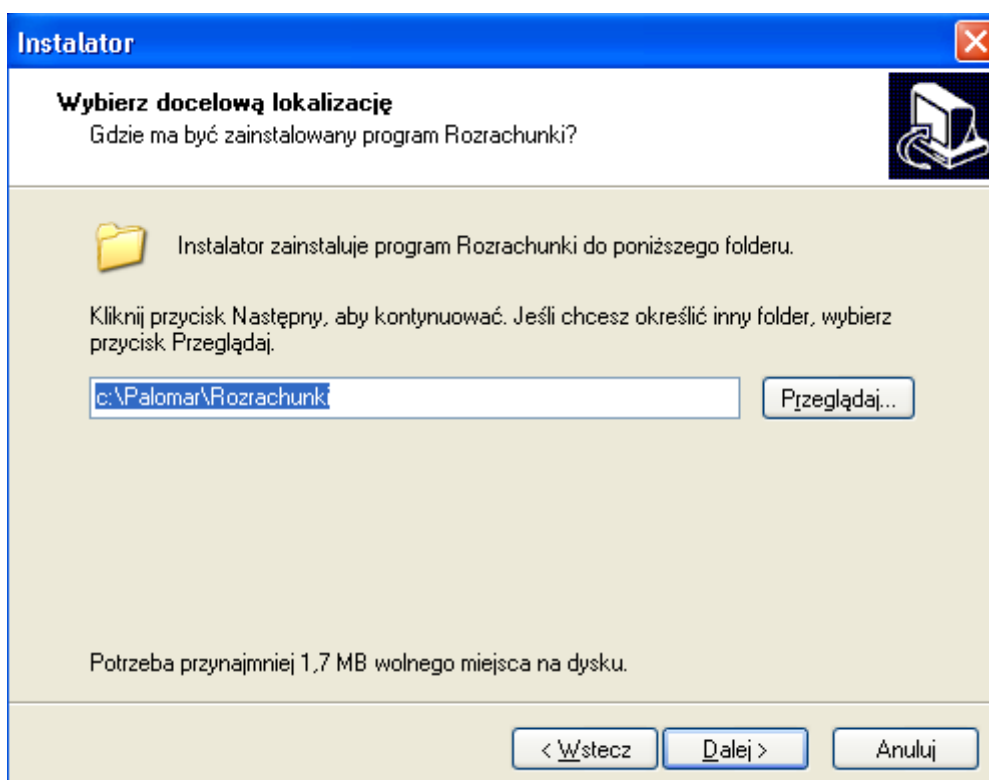 Instalator
Wybierz docelową lokalizację
Gdzie ma być zainstalowany program Rozrachunki?
Instalator zainstaluje program Rozrachunki do poniższego folderu.
Kliknij przycisk Następny, aby kontynuować. Jeśli chcesz określić inny folder, wybierz
przycisk Przeglądaj.
c:\Palomar\Rozrachunki
Przeglądaj...
Potrzeba przynajmniej 1,7 MB wolnego miejsca na dysku.
< Wstecz
Dalej >
Anuluj